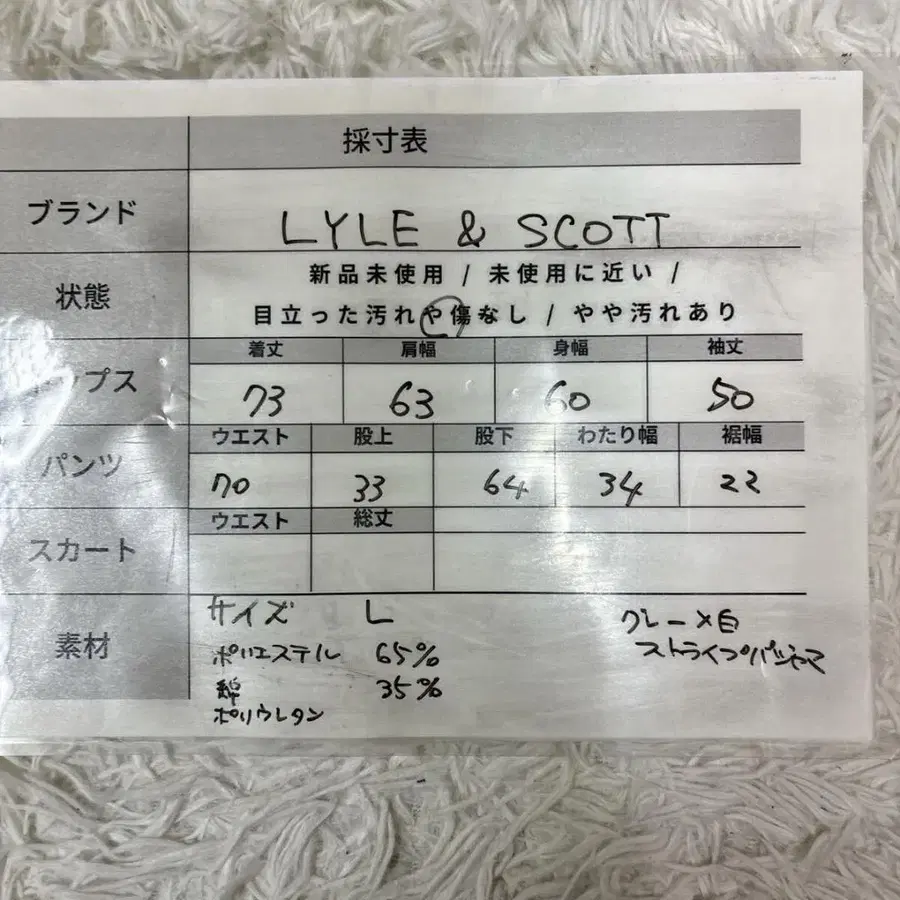 採寸表
ブランド LYLE & SCOTT
状態 新品未使用 / 未使用に近い /
目立った汚れや傷なし / やや汚れあり
着丈 肩幅 身幅 袖丈
トップス 73 63 60 50
ウエスト 股上 股下 わたり幅 裾幅
パンツ 70 33 64 34 22
ウエスト 総丈
スカート
素材 サイズ L グレー×白
ポリエステル 65% ストライプパジャマ
綿 35%
ポリウレタン